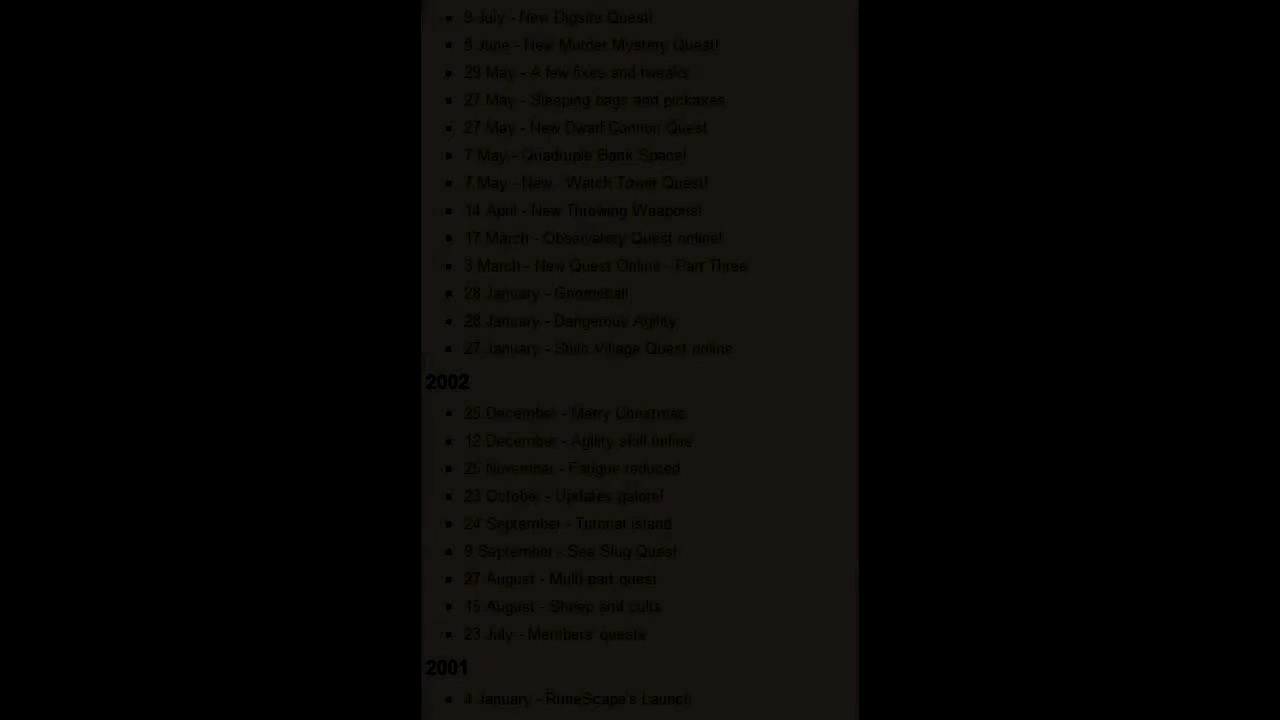 9 July - New Digsite Quest!
9 June - New Murder Mystery Quest!
29 May - A few fixes and tweaks
27 May - Sleeping bags and pickaxes
27 May - New Dwarf Cannon Quest
7 May - Quadruple Bank Space!
7 May - New - Watch Tower Quest!
14 April - New Throwing Weapons!
17 March - Observatory Quest online!
3 March - New Quest Online - Part Three
28 January - Gnomeball
28 January - Dangerous Agility
27 January - Shilo Village Quest online
2002
25 December - Merry Christmas
12 December - Agility skill online
25 November - Fatigue reduced
23 October - Updates galore!
24 September - Tutorial island
9 September - Sea Slug Quest
27 August - Multi-part quest
15 August - Sheep and cults
23 July - Members' quests
2001
4 January - RuneScape's Launch